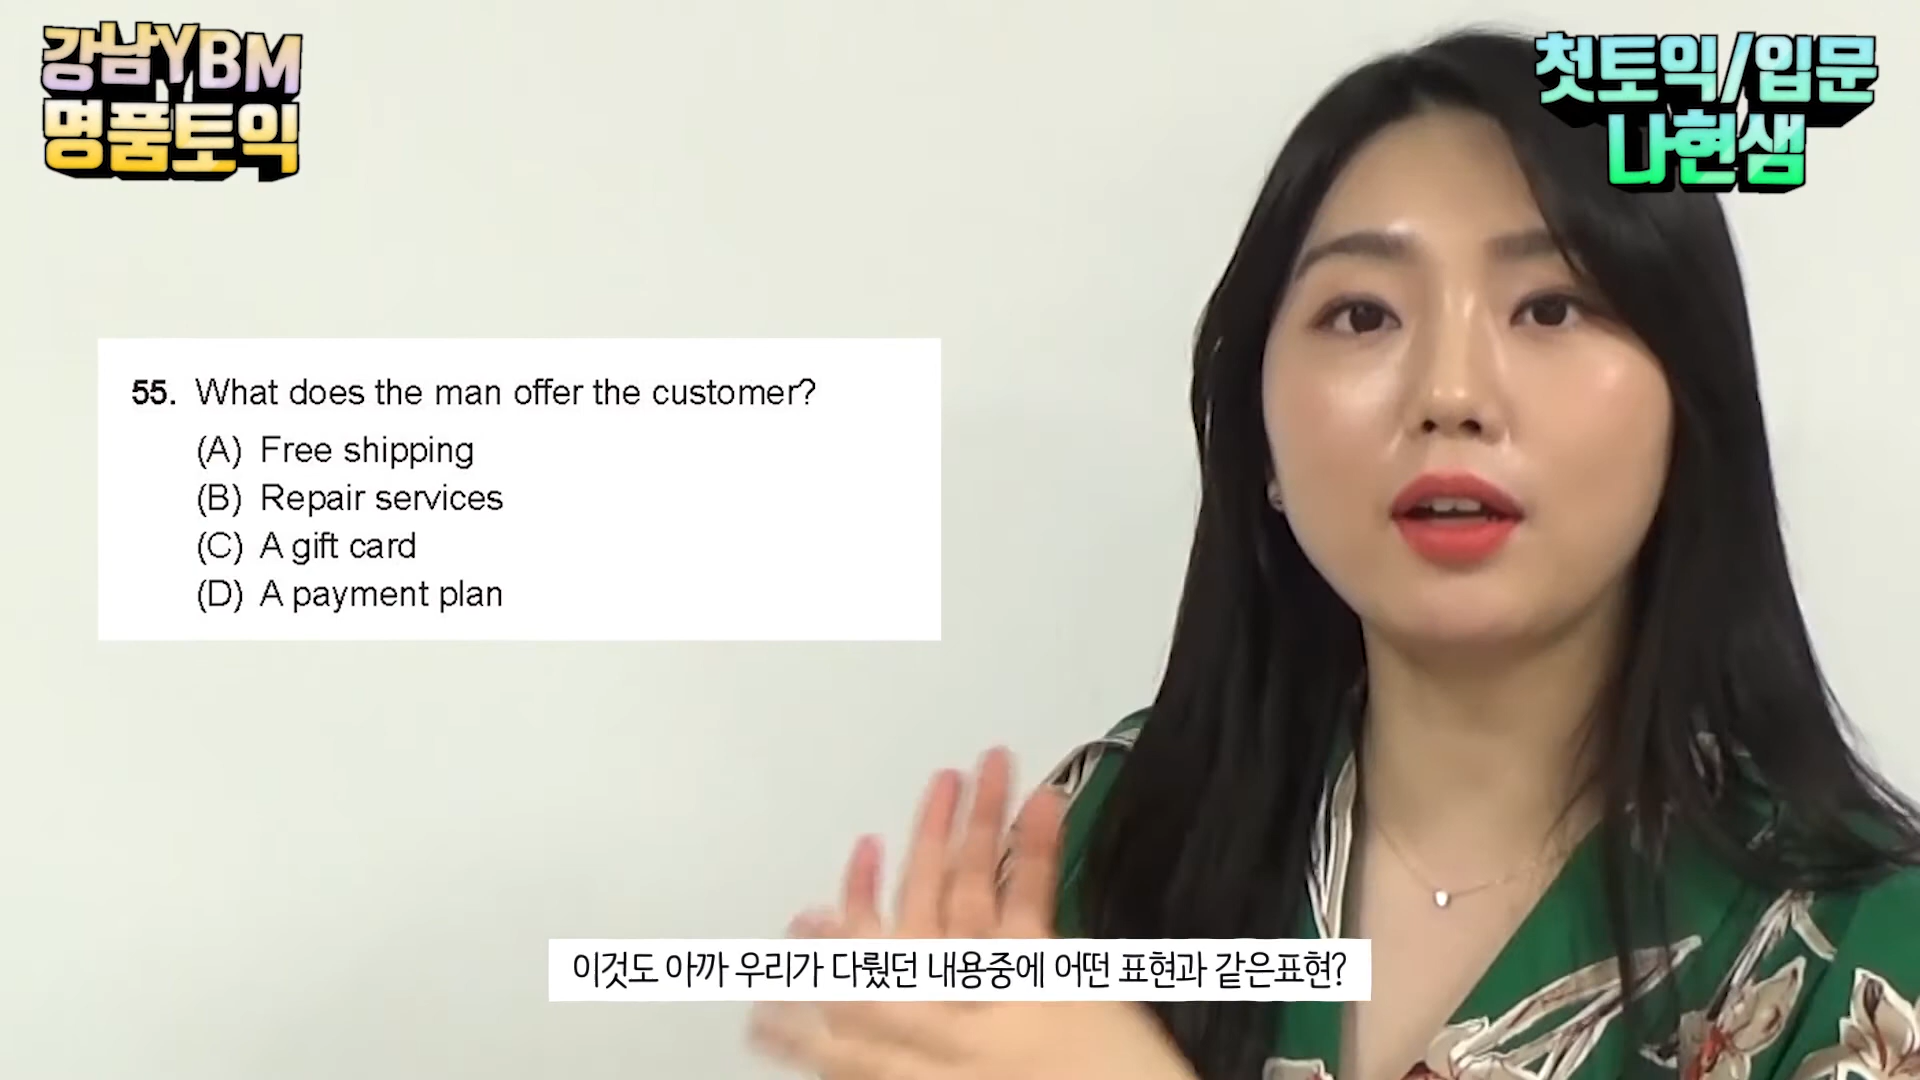 강남YBM
명품토익
첫토익/입문
나현샘
55. What does the man offer the customer?
(A) Free shipping
(B) Repair services
(C) A gift card
(D) A payment plan
이것도 아까 우리가 다뤘던 내용중에 어떤 표현과 같은표현?